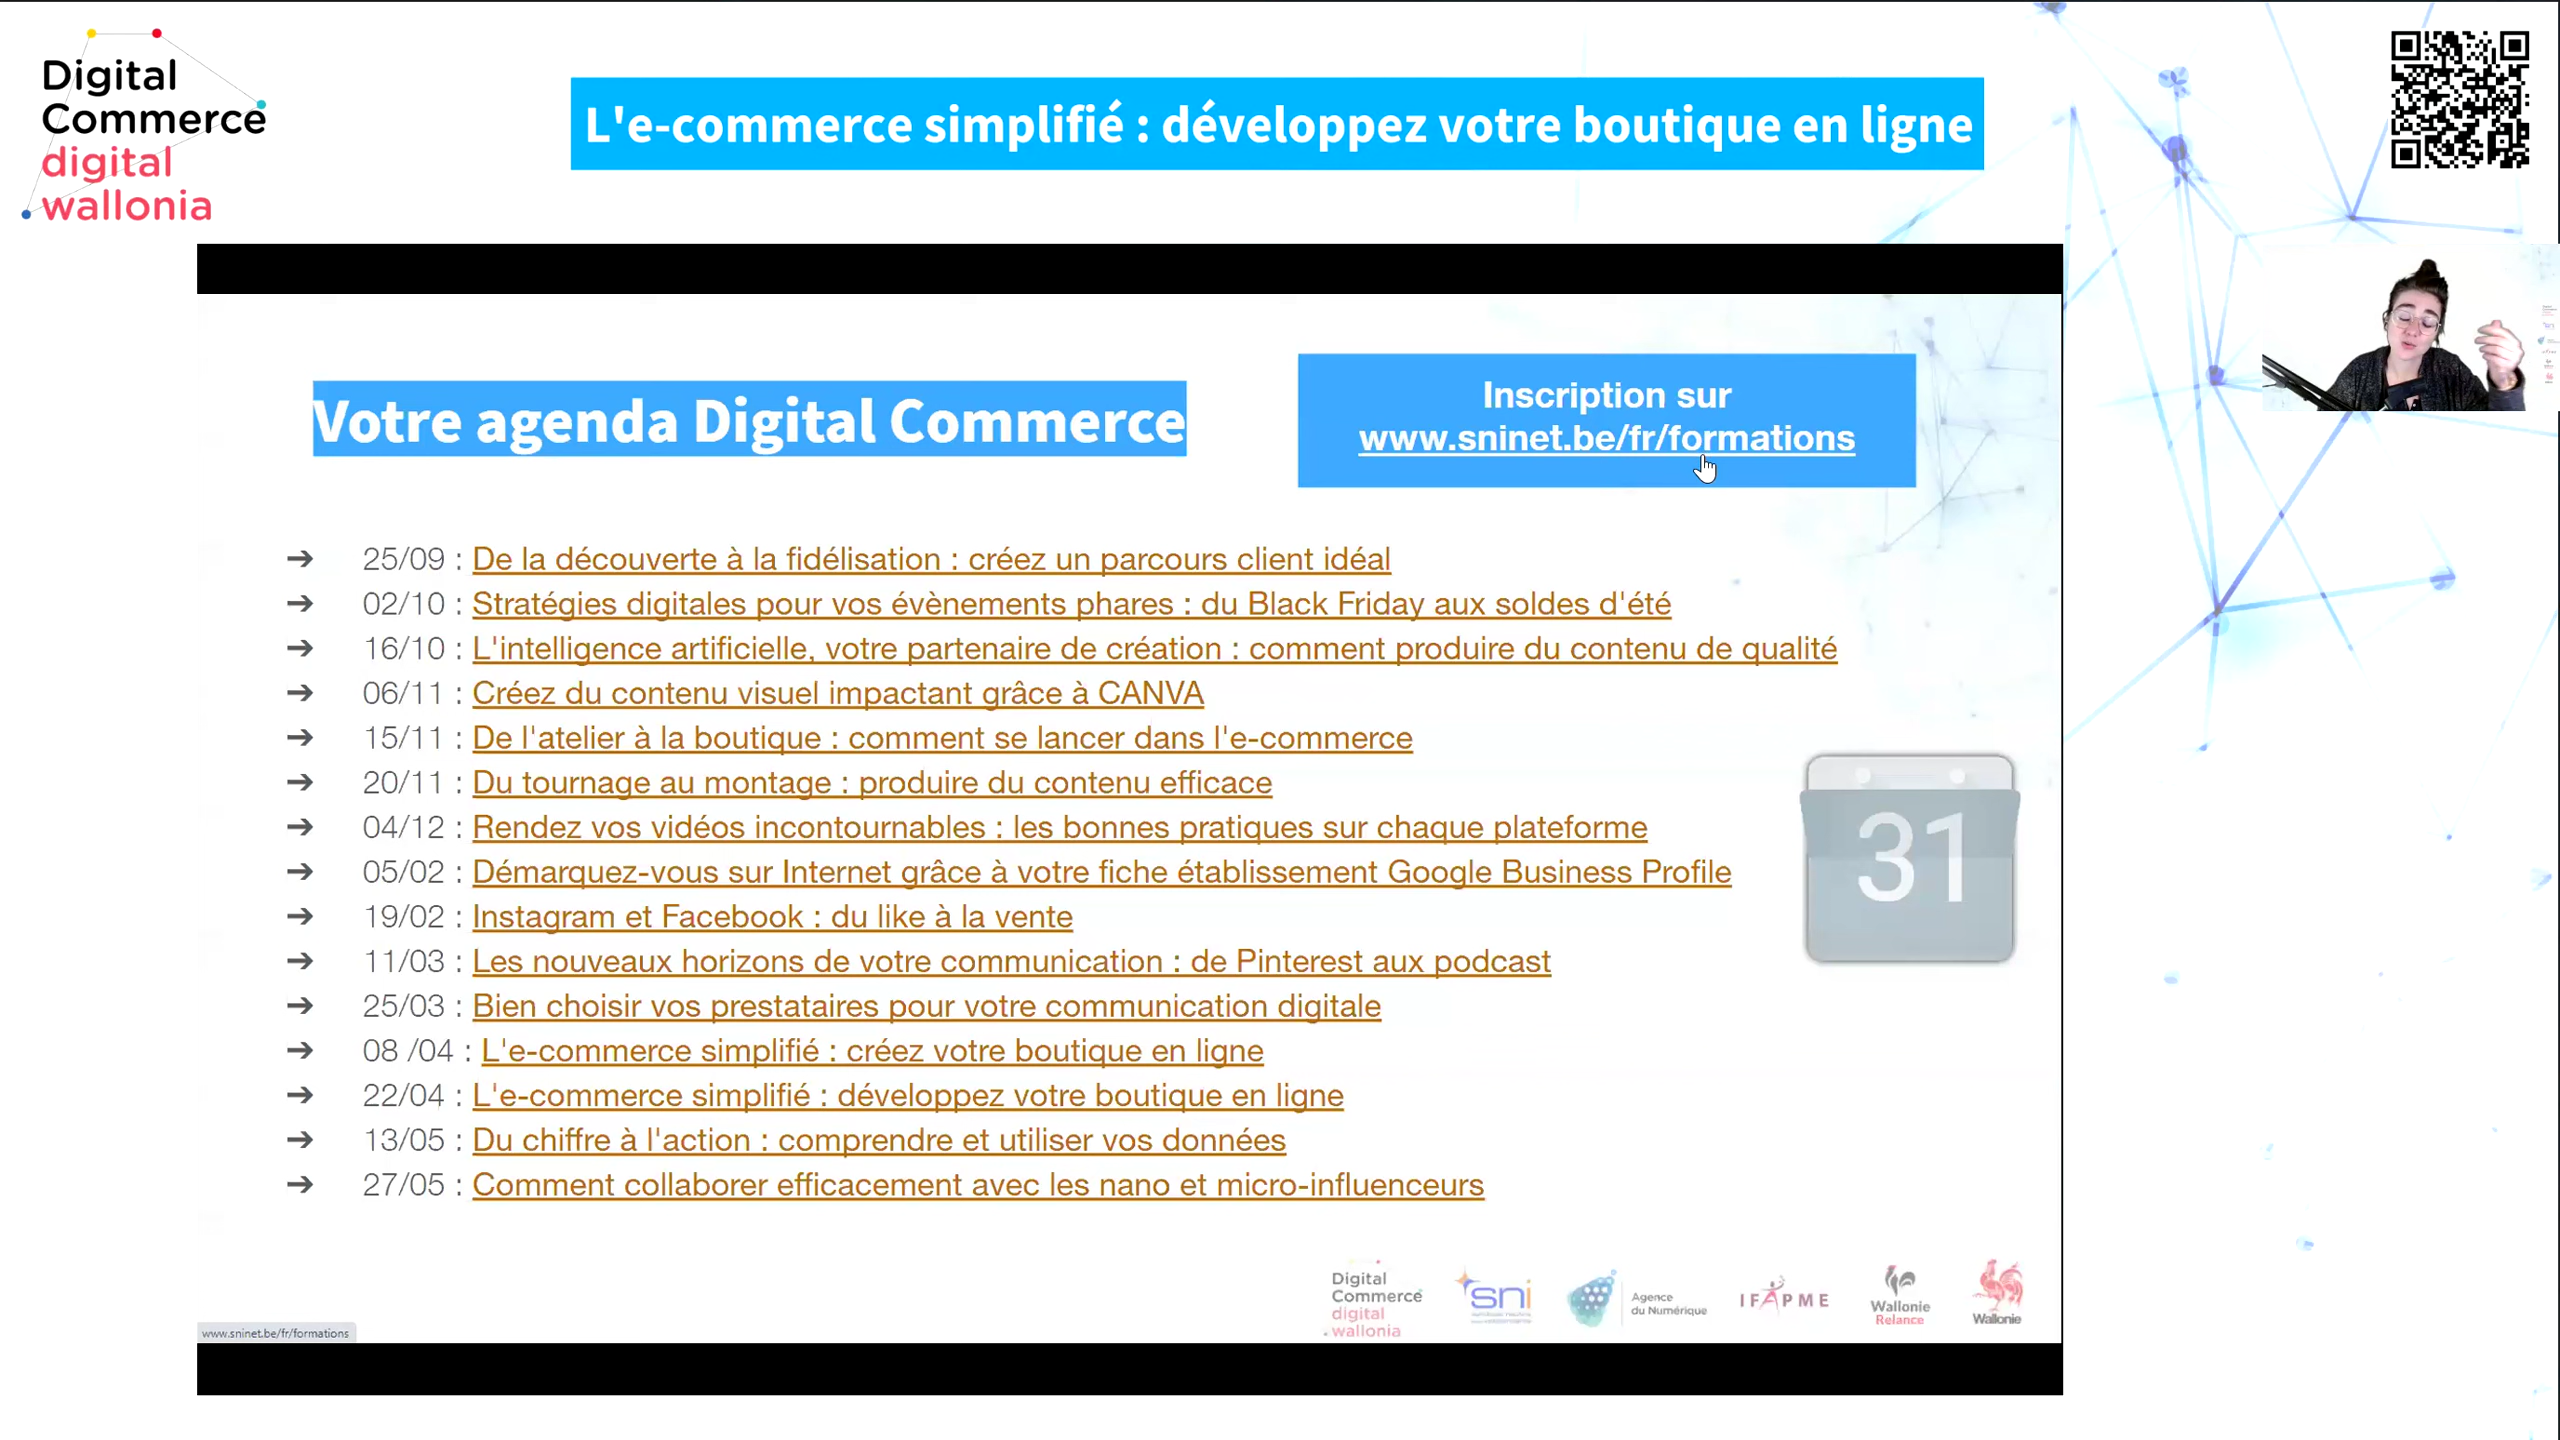 Digital
Commerce
digital
wallonia
L'e-commerce simplifié : développez votre boutique en ligne
Votre agenda Digital Commerce
Inscription sur
www.sninet.be/fr/formations
➔ 25/09 : De la découverte à la fidélisation : créez un parcours client idéal
➔ 02/10 : Stratégies digitales pour vos évènements phares : du Black Friday aux soldes d'été
➔ 16/10 : L'intelligence artificielle, votre partenaire de création : comment produire du contenu de qualité
➔ 06/11 : Créez du contenu visuel impactant grâce à CANVA
➔ 15/11 : De l'atelier à la boutique : comment se lancer dans l'e-commerce
➔ 20/11 : Du tournage au montage : produire du contenu efficace
➔ 04/12 : Rendez vos vidéos incontournables : les bonnes pratiques sur chaque plateforme
➔ 05/02 : Démarquez-vous sur Internet grâce à votre fiche établissement Google Business Profile
➔ 19/02 : Instagram et Facebook : du like à la vente
➔ 11/03 : Les nouveaux horizons de votre communication : de Pinterest aux podcast
➔ 25/03 : Bien choisir vos prestataires pour votre communication digitale
➔ 08 /04 : L'e-commerce simplifié : créez votre boutique en ligne
➔ 22/04 : L'e-commerce simplifié : développez votre boutique en ligne
➔ 13/05 : Du chiffre à l'action : comprendre et utiliser vos données
➔ 27/05 : Comment collaborer efficacement avec les nano et micro-influenceurs
31
Digital
Commerce
digital
wallonia
sni
Agence
du Numérique
IFAPME
Wallonie
Relance
Wallonie
www.sninet.be/fr/formations